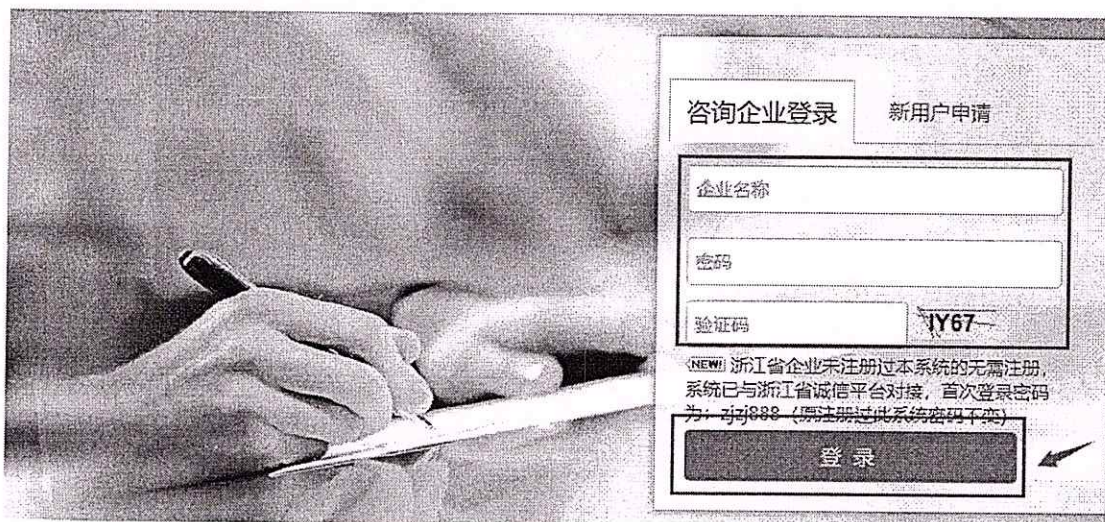 咨询企业登录
新用户申请
企业名称
密码
验证码
IY67
NEW! 浙江省企业未注册过本系统的无需注册,
系统已与浙江省诚信平台对接，首次登录密码
为：zjzj888（原注册过此系统密码不变）
登 录